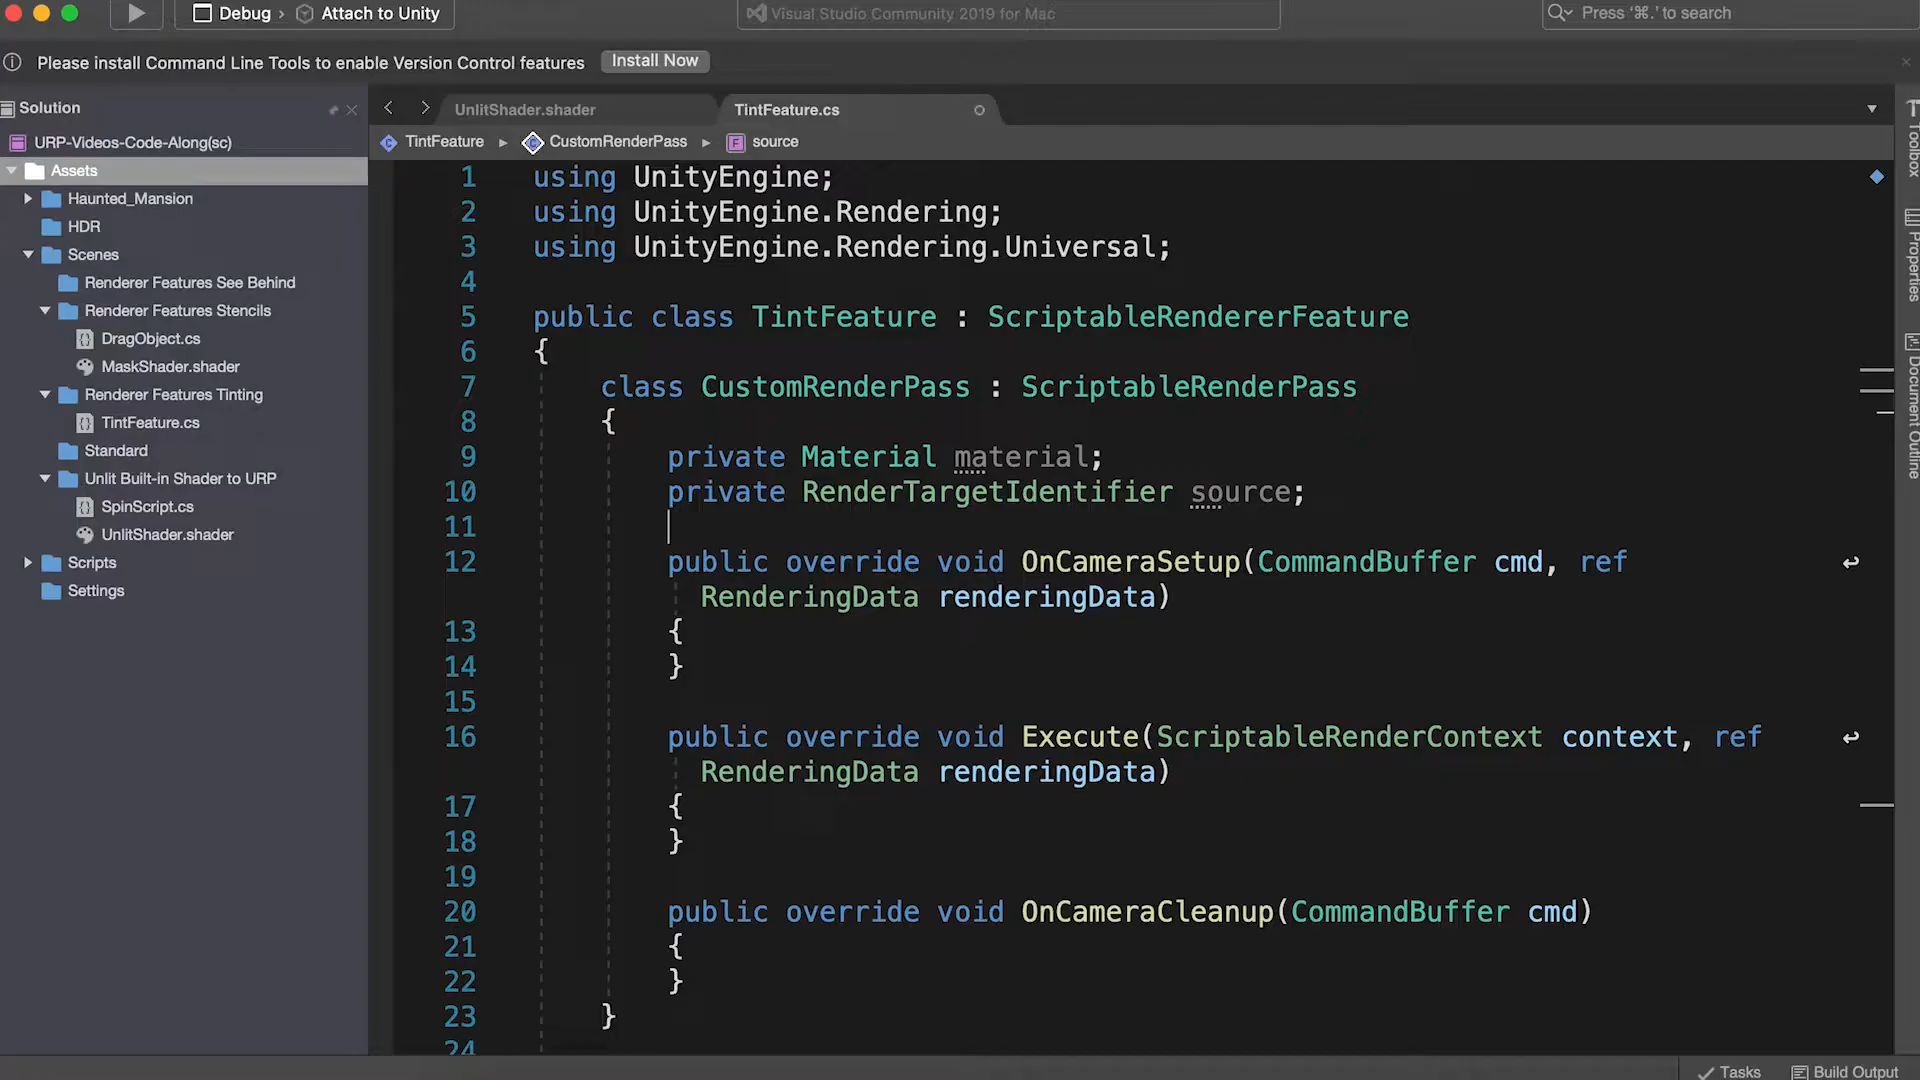 Debug › Attach to Unity
Visual Studio Community 2019 for Mac
Press '⌘.' to search
Please install Command Line Tools to enable Version Control features
Install Now
Solution
URP-Videos-Code-Along(sc)
Assets
Haunted_Mansion
HDR
Scenes
Renderer Features See Behind
Renderer Features Stencils
DragObject.cs
MaskShader.shader
Renderer Features Tinting
TintFeature.cs
Standard
Unlit Built-in Shader to URP
SpinScript.cs
UnlitShader.shader
Scripts
Settings
UnlitShader.shader
TintFeature.cs
TintFeature ▸ CustomRenderPass ▸ source
1 using UnityEngine;
2 using UnityEngine.Rendering;
3 using UnityEngine.Rendering.Universal;
4
5 public class TintFeature : ScriptableRendererFeature
6 {
7 class CustomRenderPass : ScriptableRenderPass
8 {
9 private Material material;
10 private RenderTargetIdentifier source;
11
12 public override void OnCameraSetup(CommandBuffer cmd, ref
RenderingData renderingData)
13 {
14 }
15
16 public override void Execute(ScriptableRenderContext context, ref
RenderingData renderingData)
17 {
18 }
19
20 public override void OnCameraCleanup(CommandBuffer cmd)
21 {
22 }
23 }
24
Toolbox
Properties
Document Outline
Tasks
Build Output